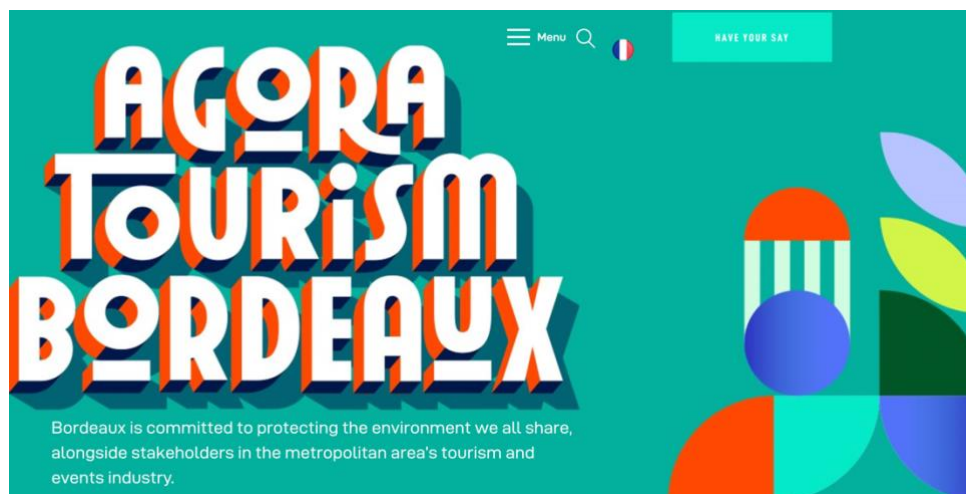 Menu
HAVE YOUR SAY
AGORA
TOURiSM
BORDEAUX
Bordeaux is committed to protecting the environment we all share,
alongside stakeholders in the metropolitan area's tourism and
events industry.